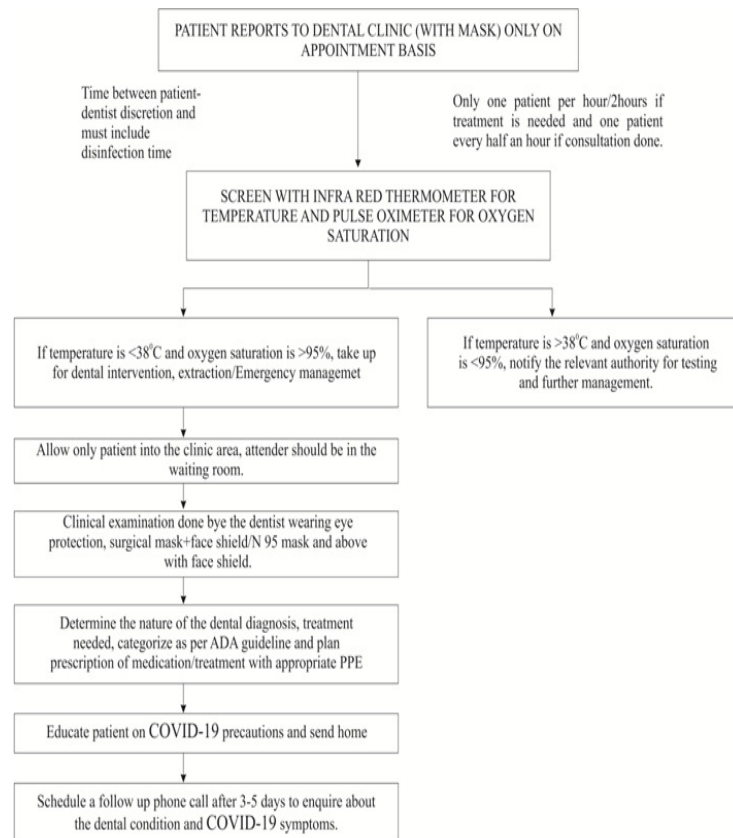 PATIENT REPORTS TO DENTAL CLINIC (WITH MASK) ONLY ON
APPOINTMENT BASIS
Time between patient-
dentist discretion and
must include
disinfection time
Only one patient per hour/2hours if
treatment is needed and one patient
every half an hour if consultation done.
SCREEN WITH INFRA RED THERMOMETER FOR
TEMPERATURE AND PULSE OXIMETER FOR OXYGEN
SATURATION
If temperature is <38°C and oxygen saturation is >95%, take up
for dental intervention, extraction/Emergency managemet
If temperature is >38°C and oxygen saturation
is <95%, notify the relevant authority for testing
and further management.
Allow only patient into the clinic area, attender should be in the
waiting room.
Clinical examination done bye the dentist wearing eye
protection, surgical mask+face shield/N 95 mask and above
with face shield.
Determine the nature of the dental diagnosis, treatment
needed, categorize as per ADA guideline and plan
prescription of medication/treatment with appropriate PPE
Educate patient on COVID-19 precautions and send home
Schedule a follow up phone call after 3-5 days to enquire about
the dental condition and COVID-19 symptoms.